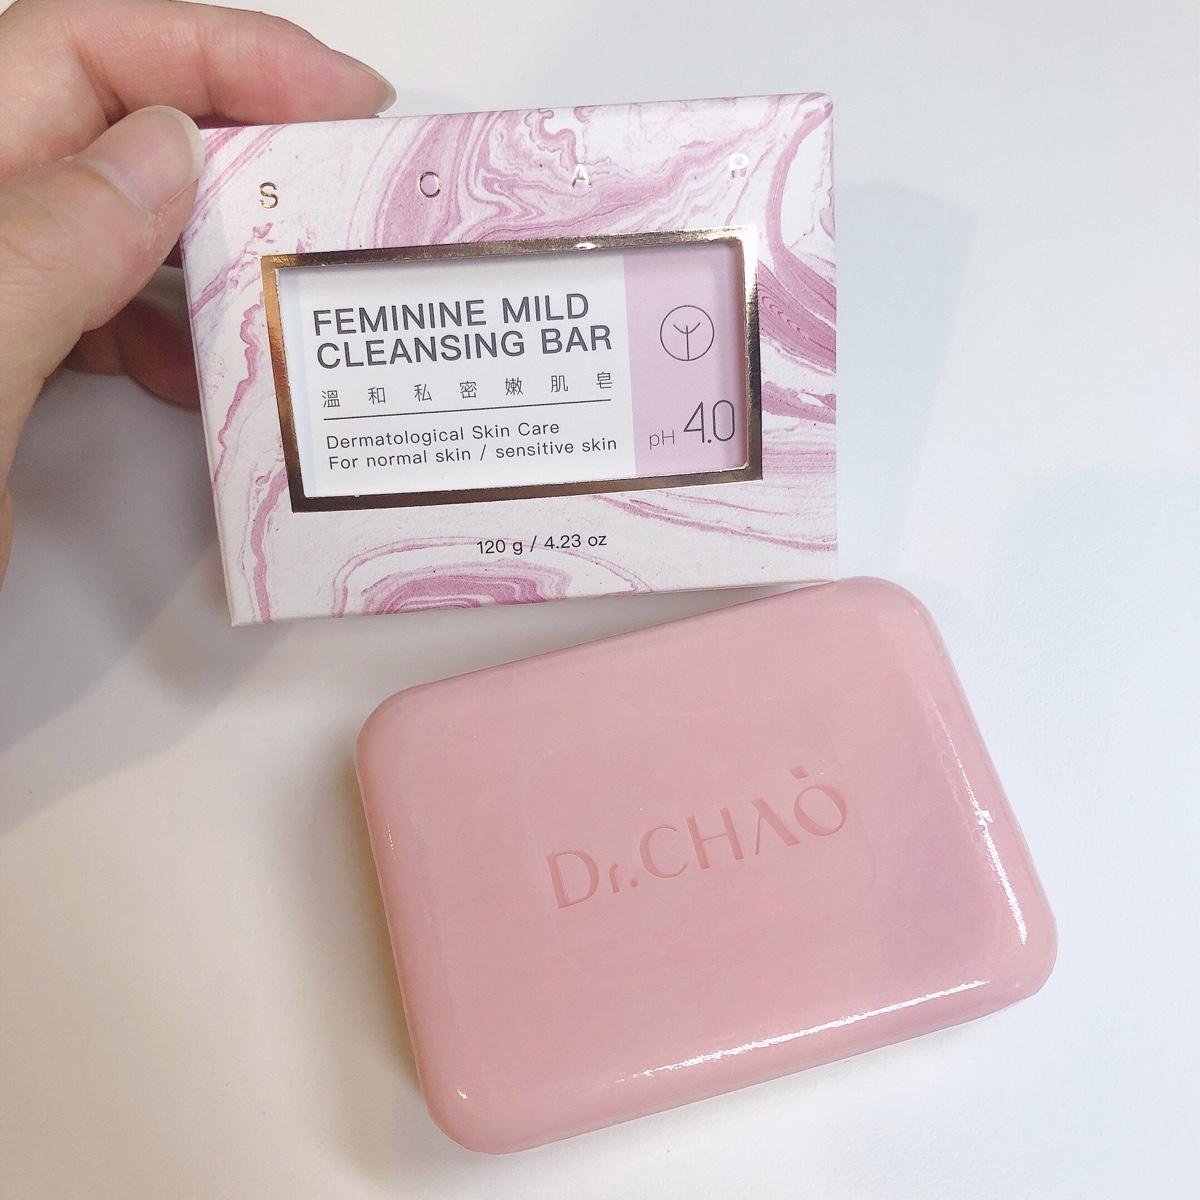 SOAP
FEMININE MILD
CLEANSING BAR
溫和私密嫩肌皂
Dermatological Skin Care
For normal skin / sensitive skin
pH 4.0
120 g / 4.23 oz
Dr.CHAO